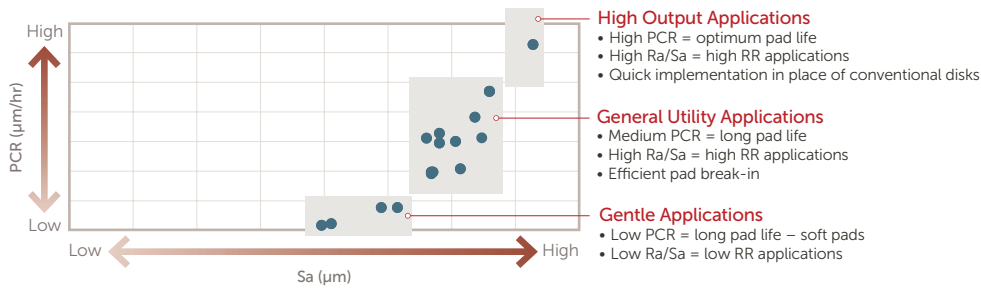 High
PCR (µm/hr)
Low
Low
High
Sa (µm)
High Output Applications
• High PCR = optimum pad life
• High Ra/Sa = high RR applications
• Quick implementation in place of conventional disks
General Utility Applications
• Medium PCR = long pad life
• High Ra/Sa = high RR applications
• Efficient pad break-in
Gentle Applications
• Low PCR = long pad life – soft pads
• Low Ra/Sa = low RR applications